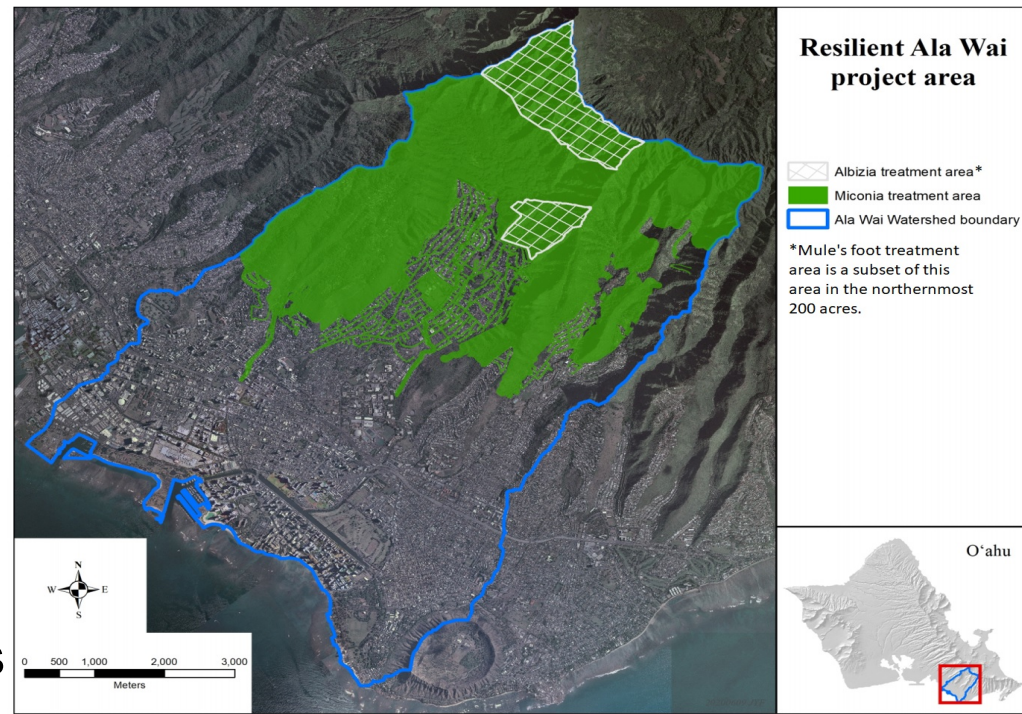 Resilient Ala Wai
project area
Albizia treatment area*
Miconia treatment area
Ala Wai Watershed boundary
*Mule's foot treatment
area is a subset of this
area in the northernmost
200 acres.
N
W E
S
s
0 500 1,000 2,000 3,000
Meters
O‘ahu